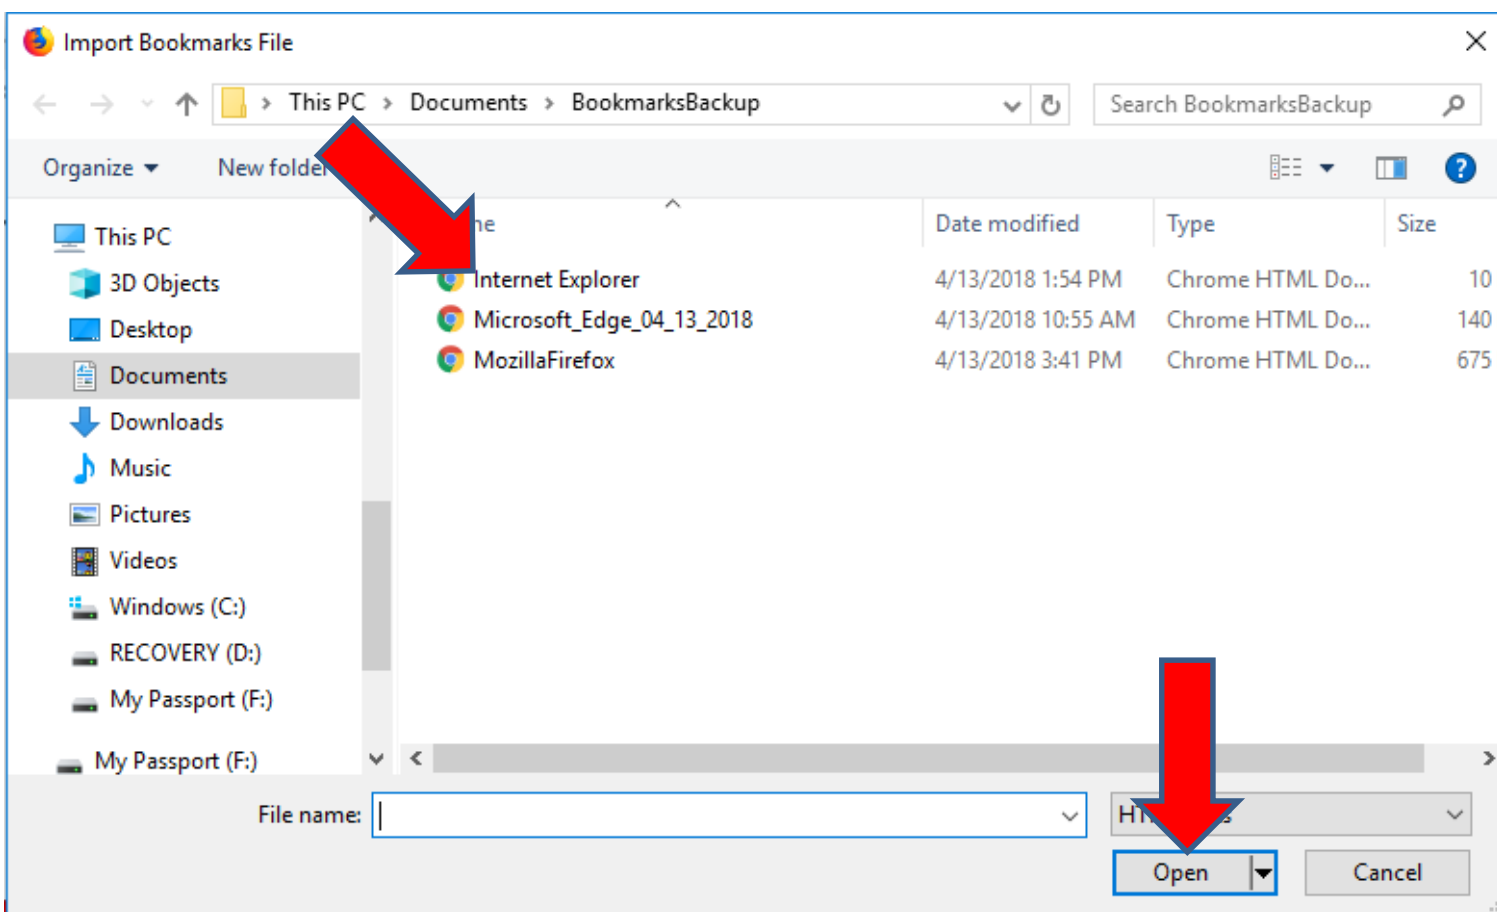 Import Bookmarks File
This PC > Documents > BookmarksBackup
Search BookmarksBackup
Organize
New folder
Date modified
Type
Size
This PC
3D Objects
Desktop
Documents
Downloads
Music
Pictures
Videos
Windows (C:)
RECOVERY (D:)
My Passport (F:)
My Passport (F:)
Internet Explorer 4/13/2018 1:54 PM Chrome HTML Do... 10
Microsoft_Edge_04_13_2018 4/13/2018 10:55 AM Chrome HTML Do... 140
MozillaFirefox 4/13/2018 3:41 PM Chrome HTML Do... 675
File name:
Open
Cancel